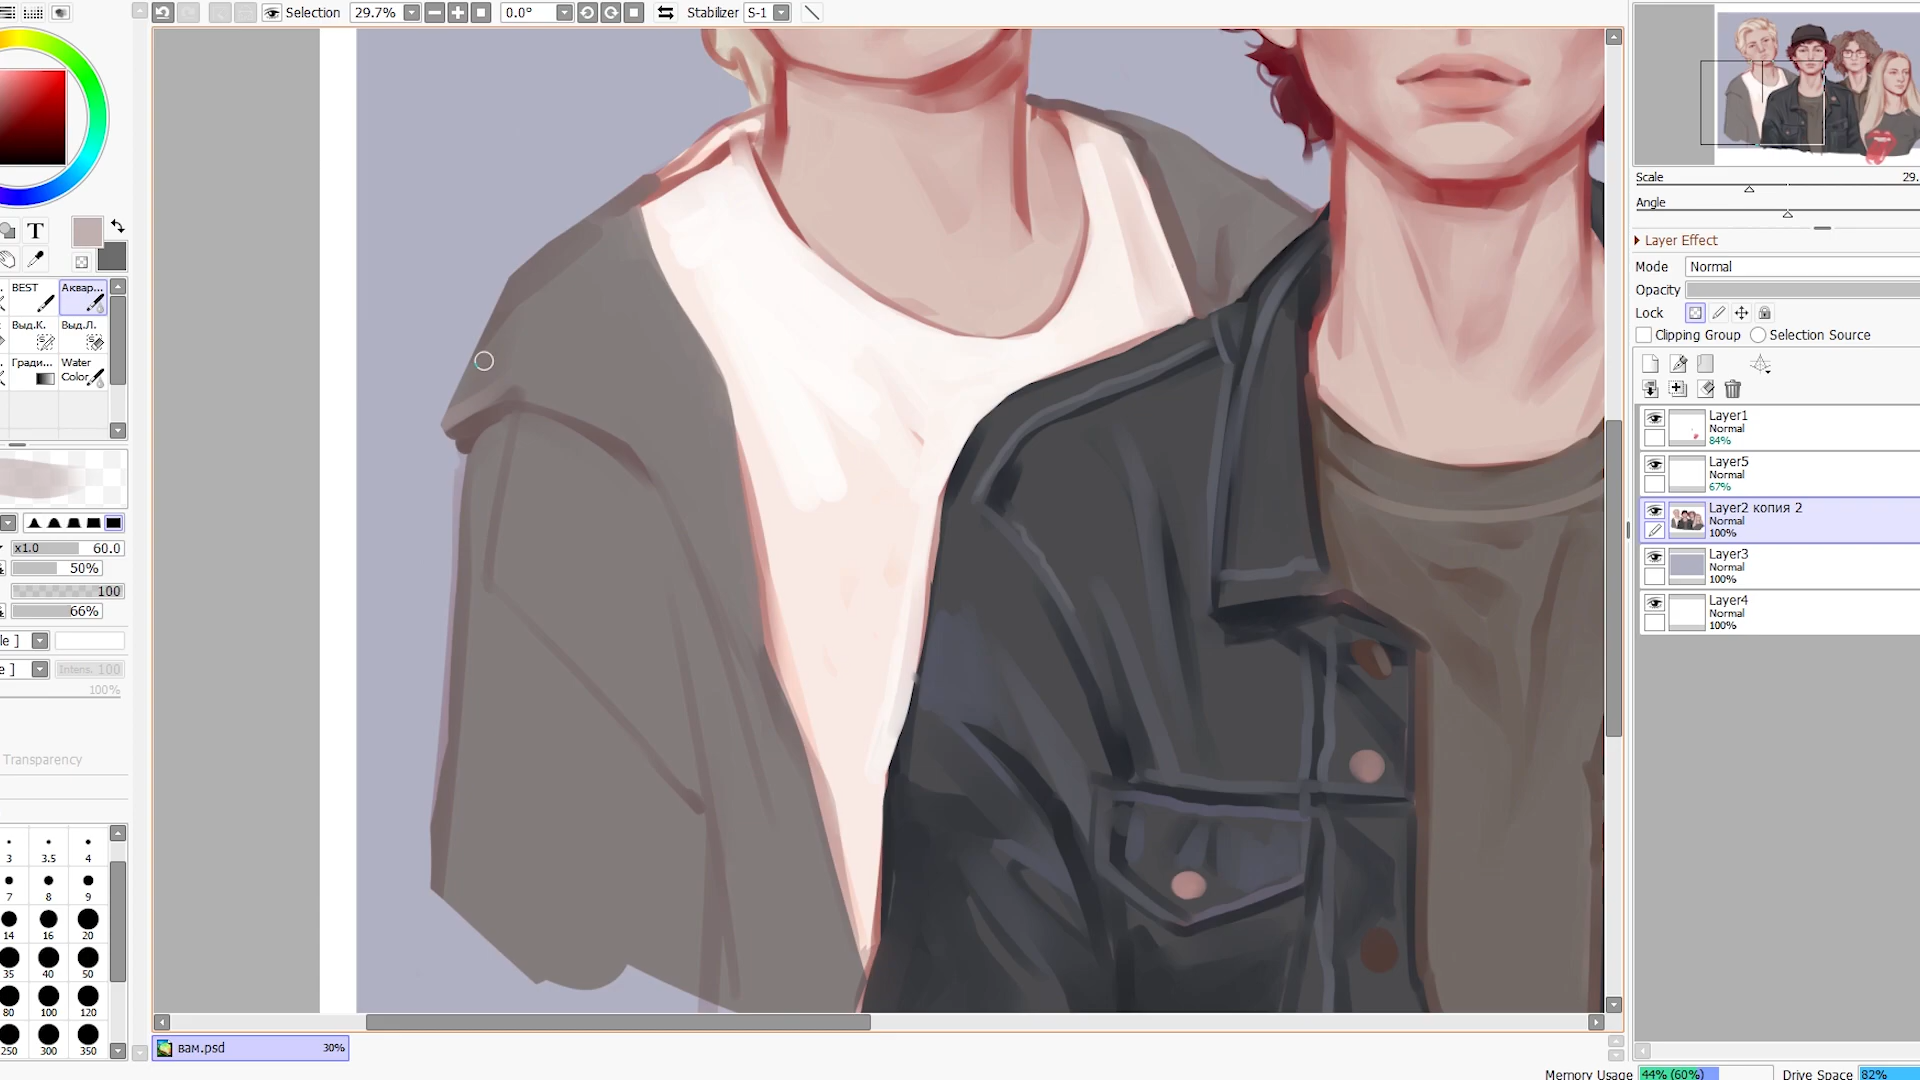 Selection
29.7%
0.0°
Stabilizer
S-1
Scale
29.
Angle
Layer Effect
Mode
Normal
Opacity
Lock
Clipping Group
Selection Source
Layer1
Normal
84%
Layer5
Normal
67%
Layer2 копия 2
Normal
100%
Layer3
Normal
100%
Layer4
Normal
100%
T
BEST
Аквар...
Выд.К.
Выд.Л.
Гради...
Water
Color
x1.0
60.0
50%
100
66%
le ]
e ]
Intens. 100
100%
Transparency
3 3.5 4
7 8 9
14 16 20
35 40 50
80 100 120
250 300 350
вам.psd
30%
Memory Usage
44% (60%)
Drive Space
82%